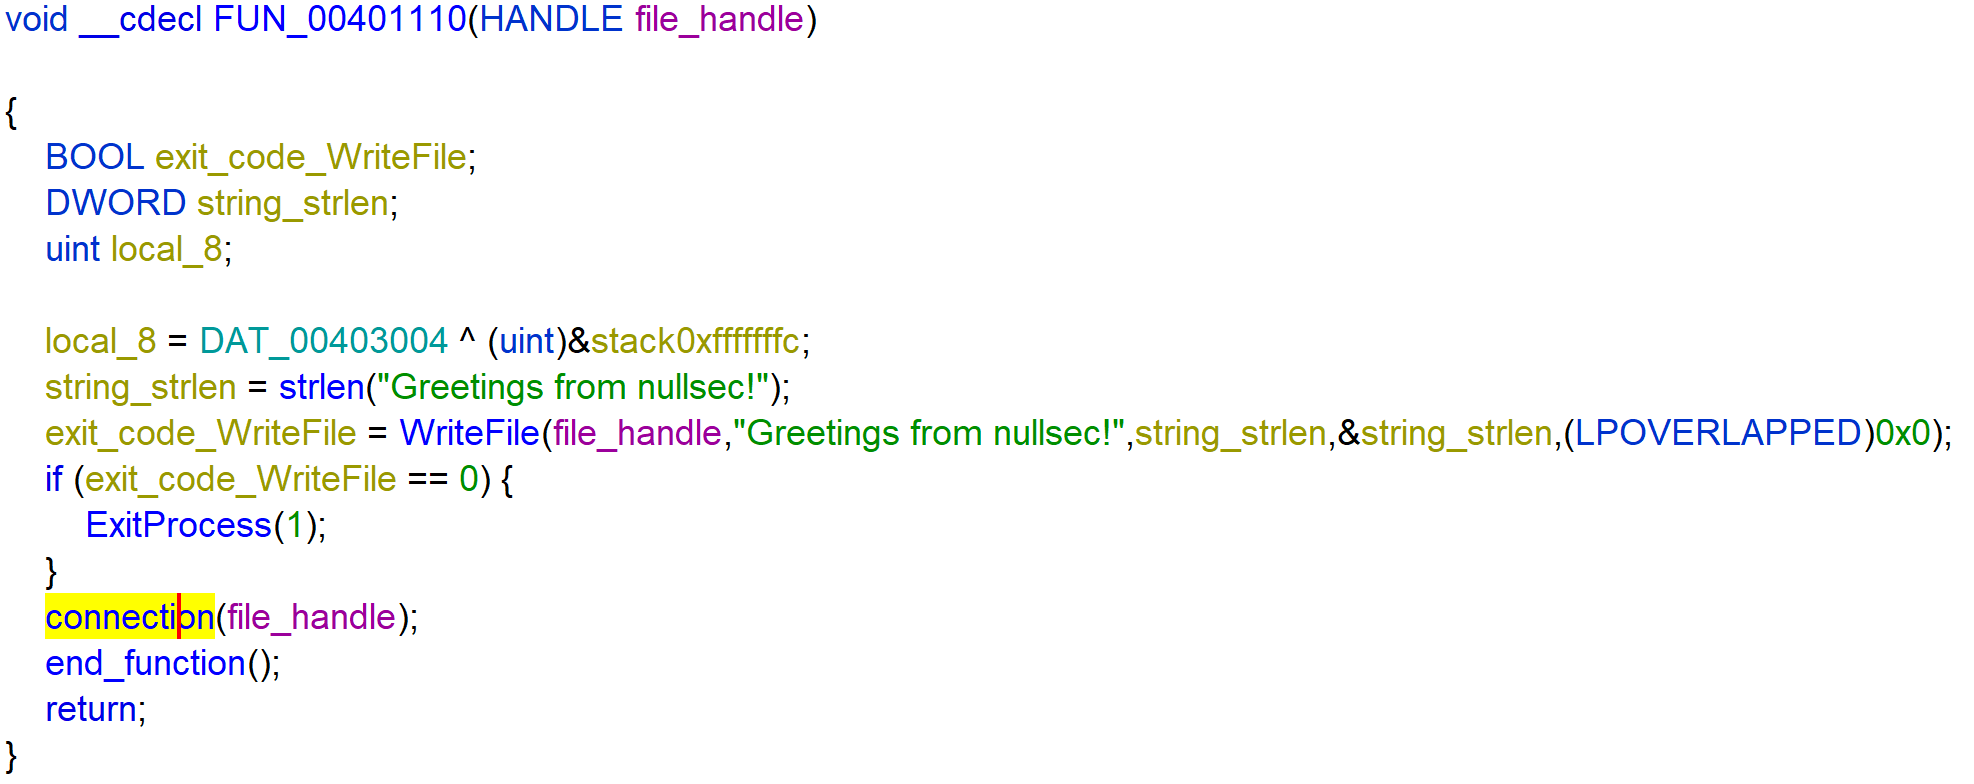 void __cdecl FUN_00401110(HANDLE file_handle)
{
BOOL exit_code_WriteFile;
DWORD string_strlen;
uint local_8;
local_8 = DAT_00403004 ^ (uint)&stack0xfffffffc;
string_strlen = strlen("Greetings from nullsec!");
exit_code_WriteFile = WriteFile(file_handle,"Greetings from nullsec!",string_strlen,&string_strlen,(LPOVERLAPPED)0x0);
if (exit_code_WriteFile == 0) {
ExitProcess(1);
}
connection(file_handle);
end_function();
return;
}